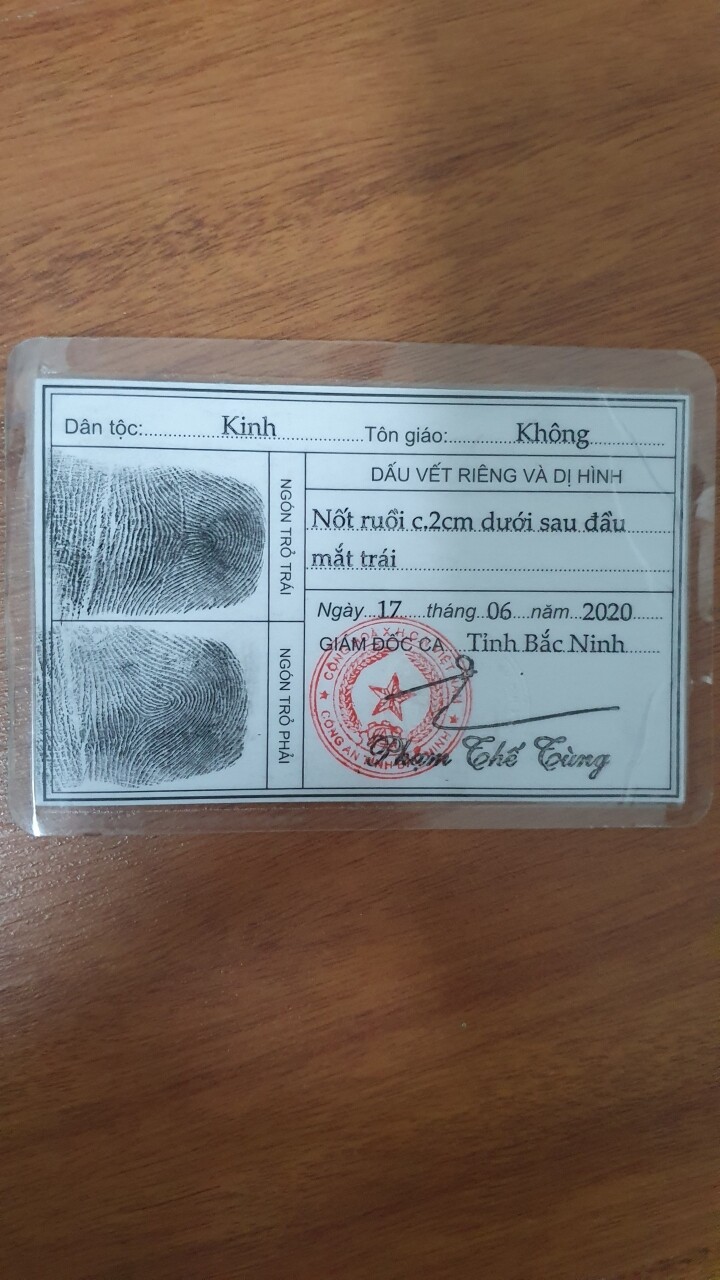 Dân tộc: Kinh Tôn giáo: Không
NGÓN TRỎ TRÁI
NGÓN TRỎ PHẢI
DẤU VẾT RIÊNG VÀ DỊ HÌNH
Nốt ruồi c.2cm dưới sau đầu
mắt trái
Ngày 17 tháng 06 năm 2020
GIÁM ĐỐC CA Tỉnh Bắc Ninh
Phạm Thế Tùng